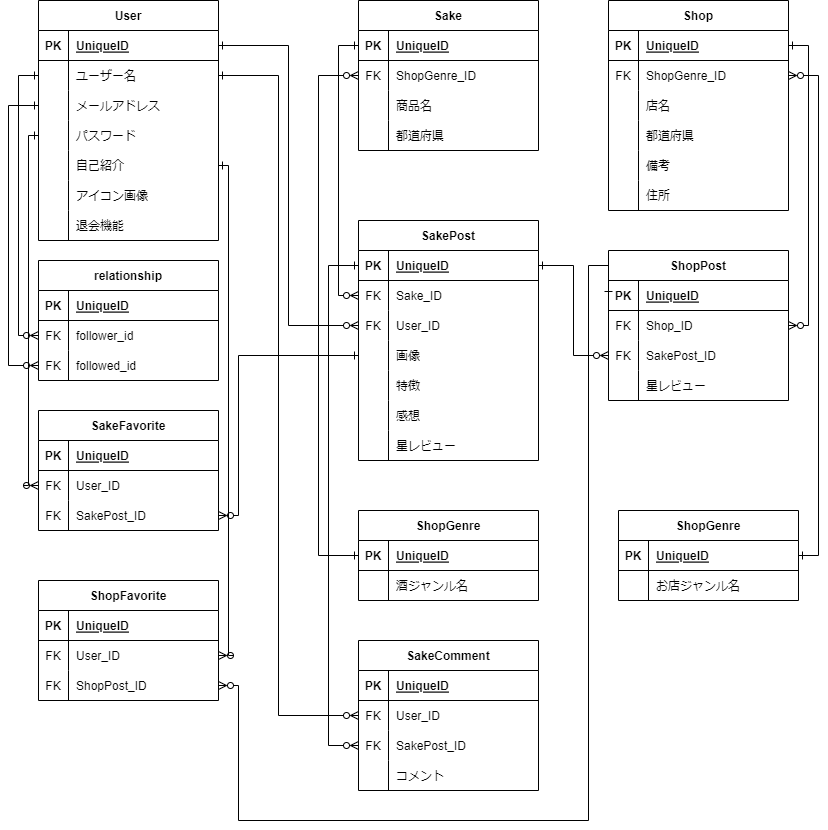 User
PK UniqueID
ユーザー名
メールアドレス
パスワード
自己紹介
アイコン画像
退会機能
relationship
PK UniqueID
FK follower_id
FK followed_id
SakeFavorite
PK UniqueID
FK User_ID
FK SakePost_ID
ShopFavorite
PK UniqueID
FK User_ID
FK ShopPost_ID
Sake
PK UniqueID
FK ShopGenre_ID
商品名
都道府県
SakePost
PK UniqueID
FK Sake_ID
FK User_ID
画像
特徴
感想
星レビュー
ShopGenre
PK UniqueID
酒ジャンル名
SakeComment
PK UniqueID
FK User_ID
FK SakePost_ID
コメント
Shop
PK UniqueID
FK ShopGenre_ID
店名
都道府県
備考
住所
ShopPost
PK UniqueID
FK Shop_ID
FK SakePost_ID
星レビュー
ShopGenre
PK UniqueID
お店ジャンル名